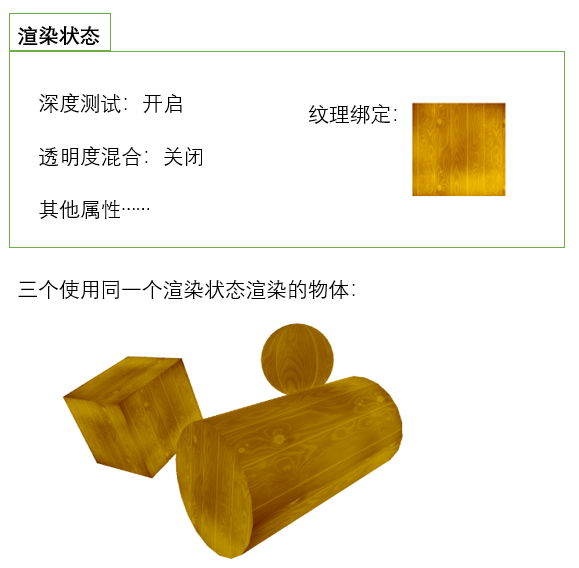 渲染状态
深度测试：开启
纹理绑定：
透明度混合：关闭
其他属性……
三个使用同一个渲染状态渲染的物体：